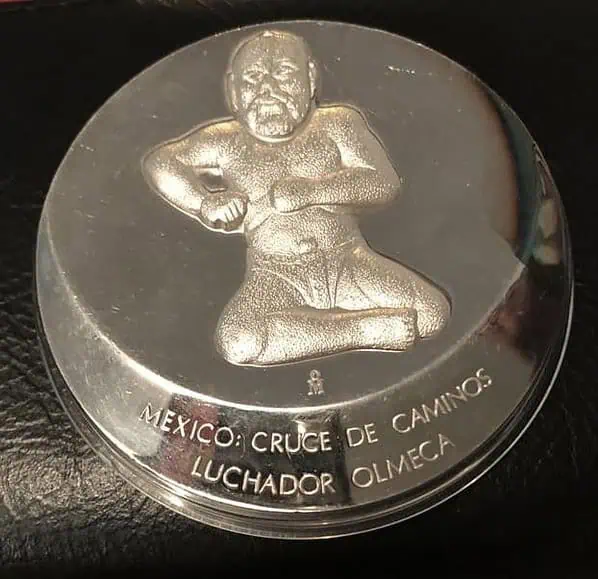 MEXICO: CRUCE DE CAMINOS
LUCHADOR OLMECA